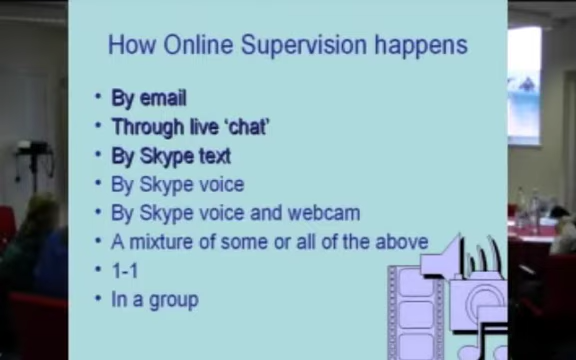 How Online Supervision happens
• By email
• Through live ‘chat’
• By Skype text
• By Skype voice
• By Skype voice and webcam
• A mixture of some or all of the above
• 1-1
• In a group